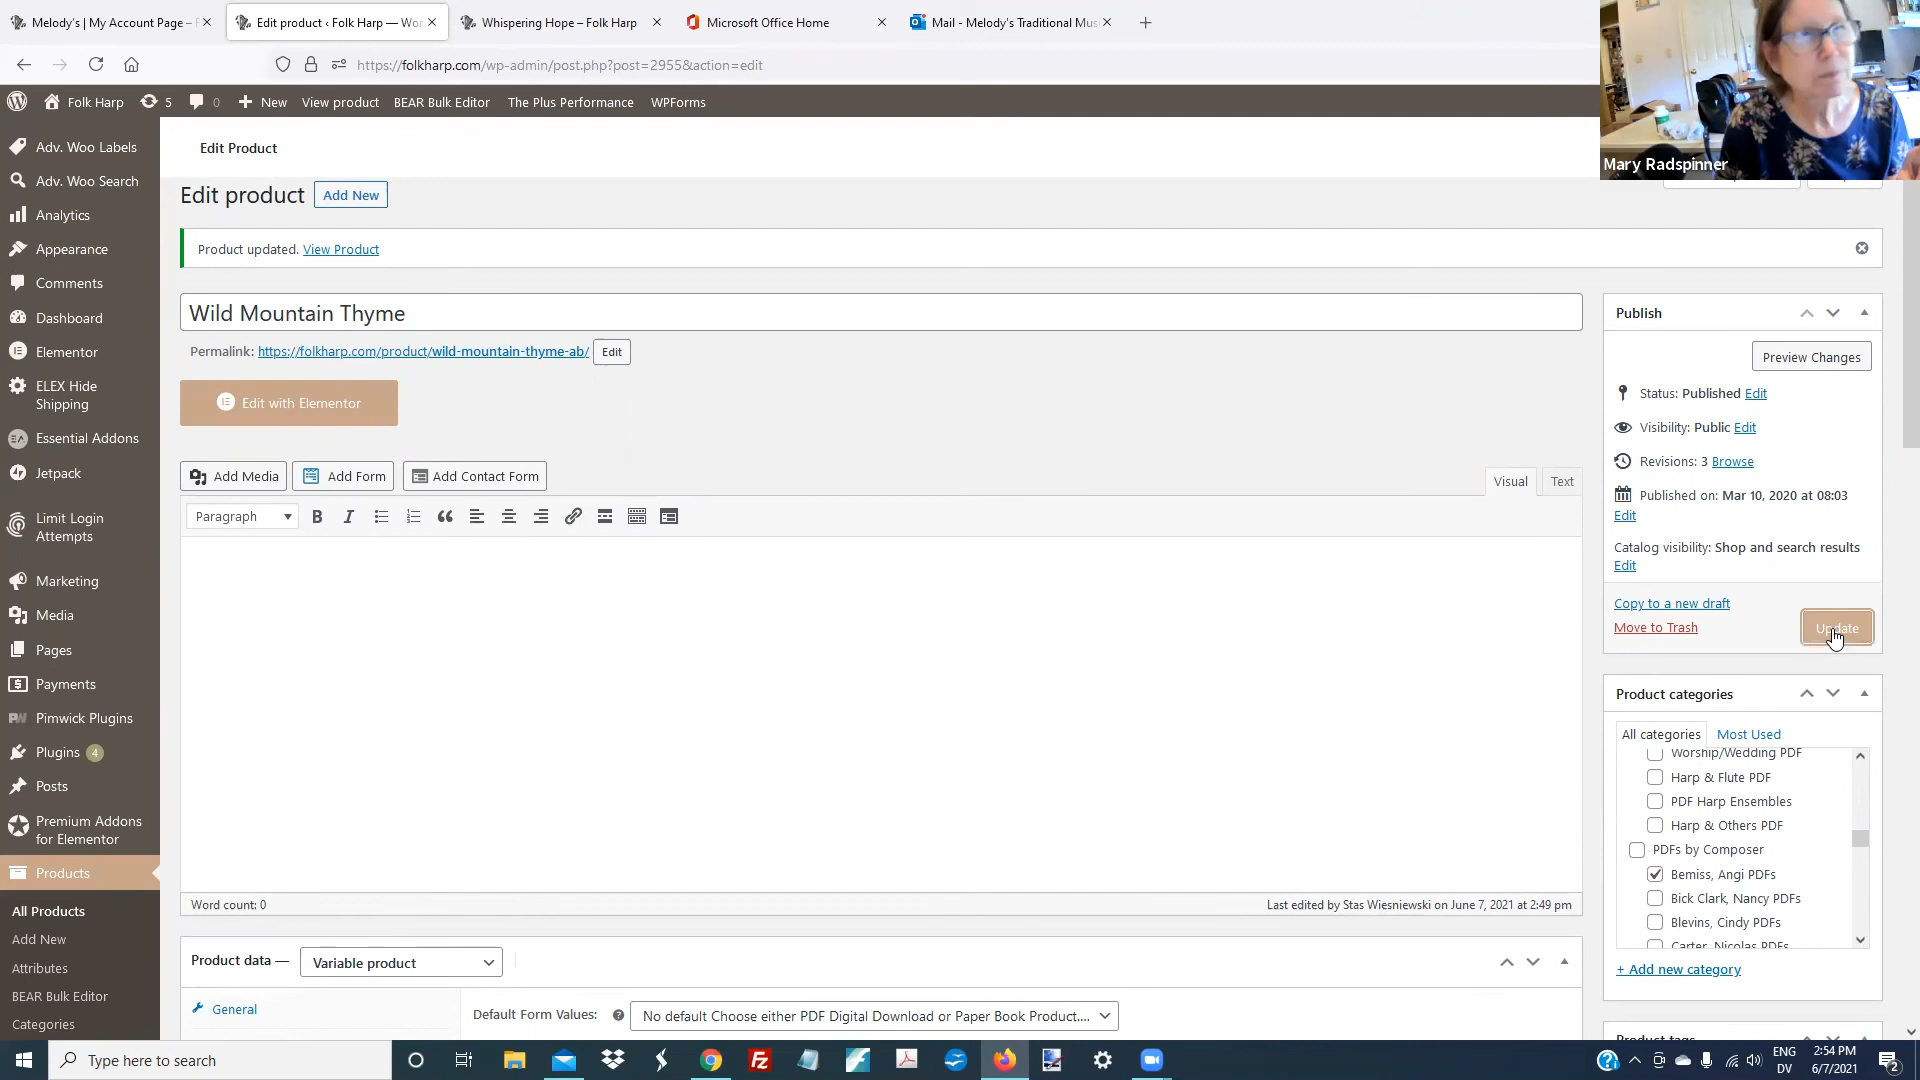 Melody's | My Account Page –
Edit product ‹ Folk Harp — Wor
Whispering Hope – Folk Harp
Microsoft Office Home
Mail - Melody's Traditional Mus
https://folkharp.com/wp-admin/post.php?post=2955&action=edit
Folk Harp
5
0
New
View product
BEAR Bulk Editor
The Plus Performance
WPForms
Mary Radspinner
Adv. Woo Labels
Adv. Woo Search
Analytics
Appearance
Comments
Dashboard
Elementor
ELEX Hide
Shipping
Essential Addons
Jetpack
Limit Login
Attempts
Marketing
Media
Pages
Payments
Pimwick Plugins
Plugins 4
Posts
Premium Addons
for Elementor
Products
All Products
Add New
Attributes
BEAR Bulk Editor
Categories
Edit Product
Edit product Add New
Product updated. View Product
Wild Mountain Thyme
Permalink: https://folkharp.com/product/wild-mountain-thyme-ab/ Edit
Edit with Elementor
Add Media
Add Form
Add Contact Form
Visual
Text
Paragraph
Word count: 0
Last edited by Stas Wiesniewski on June 7, 2021 at 2:49 pm
Product data —
Variable product
General
Default Form Values:
No default Choose either PDF Digital Download or Paper Book Product....
Publish
Preview Changes
Status: Published Edit
Visibility: Public Edit
Revisions: 3 Browse
Published on: Mar 10, 2020 at 08:03
Edit
Catalog visibility: Shop and search results
Edit
Copy to a new draft
Move to Trash
Update
Product categories
All categories
Most Used
Worship/Wedding PDF
Harp & Flute PDF
PDF Harp Ensembles
Harp & Others PDF
PDFs by Composer
Bemiss, Angi PDFs
Bick Clark, Nancy PDFs
Blevins, Cindy PDFs
Carter, Nicolas PDFs
+ Add new category
Product tags
Type here to search
ENG
DV
2:54 PM
6/7/2021
2